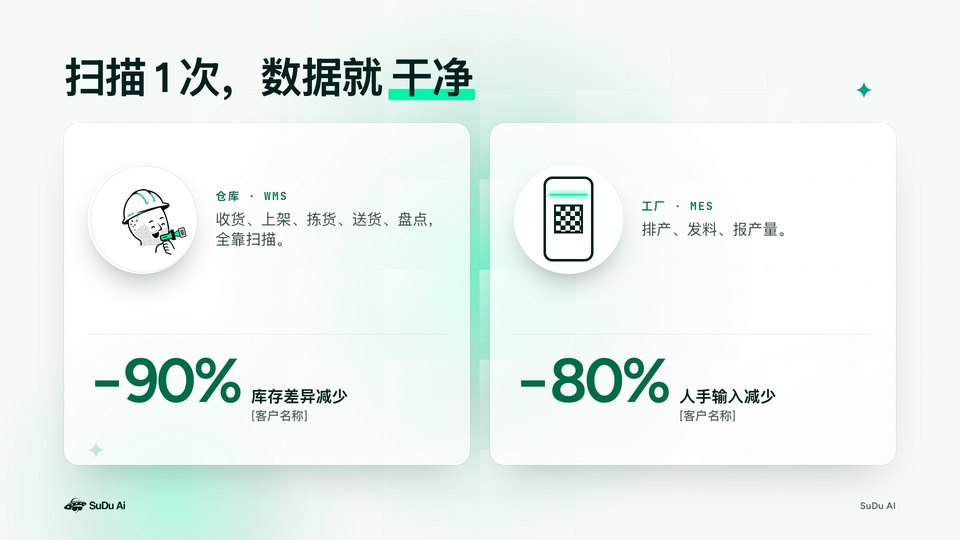 扫描1次，数据就 干净
仓库 · WMS
收货、上架、拣货、送货、盘点，
全靠扫描。
-90%
库存差异减少
[客户名称]
工厂 · MES
排产、发料、报产量。
-80%
人手输入减少
[客户名称]
SuDu Ai
SuDu AI